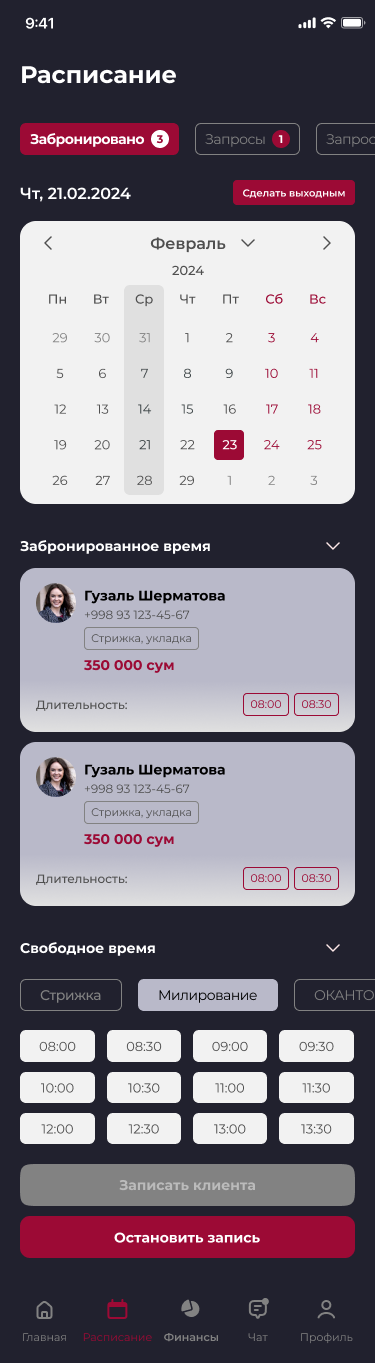 9:41
Расписание
Забронировано 3 Запросы 1 Запрос
Чт, 21.02.2024 Сделать выходным
Февраль
2024
Пн Вт Ср Чт Пт Сб Вс
29 30 31 1 2 3 4
5 6 7 8 9 10 11
12 13 14 15 16 17 18
19 20 21 22 23 24 25
26 27 28 29 1 2 3
Забронированное время
Гузаль Шерматова
+998 93 123-45-67
Стрижка, укладка
350 000 сум
Длительность: 08:00 08:30
Гузаль Шерматова
+998 93 123-45-67
Стрижка, укладка
350 000 сум
Длительность: 08:00 08:30
Свободное время
Стрижка Милирование ОКАНТО
08:00 08:30 09:00 09:30
10:00 10:30 11:00 11:30
12:00 12:30 13:00 13:30
Записать клиента
Остановить запись
Главная Расписание Финансы Чат Профиль